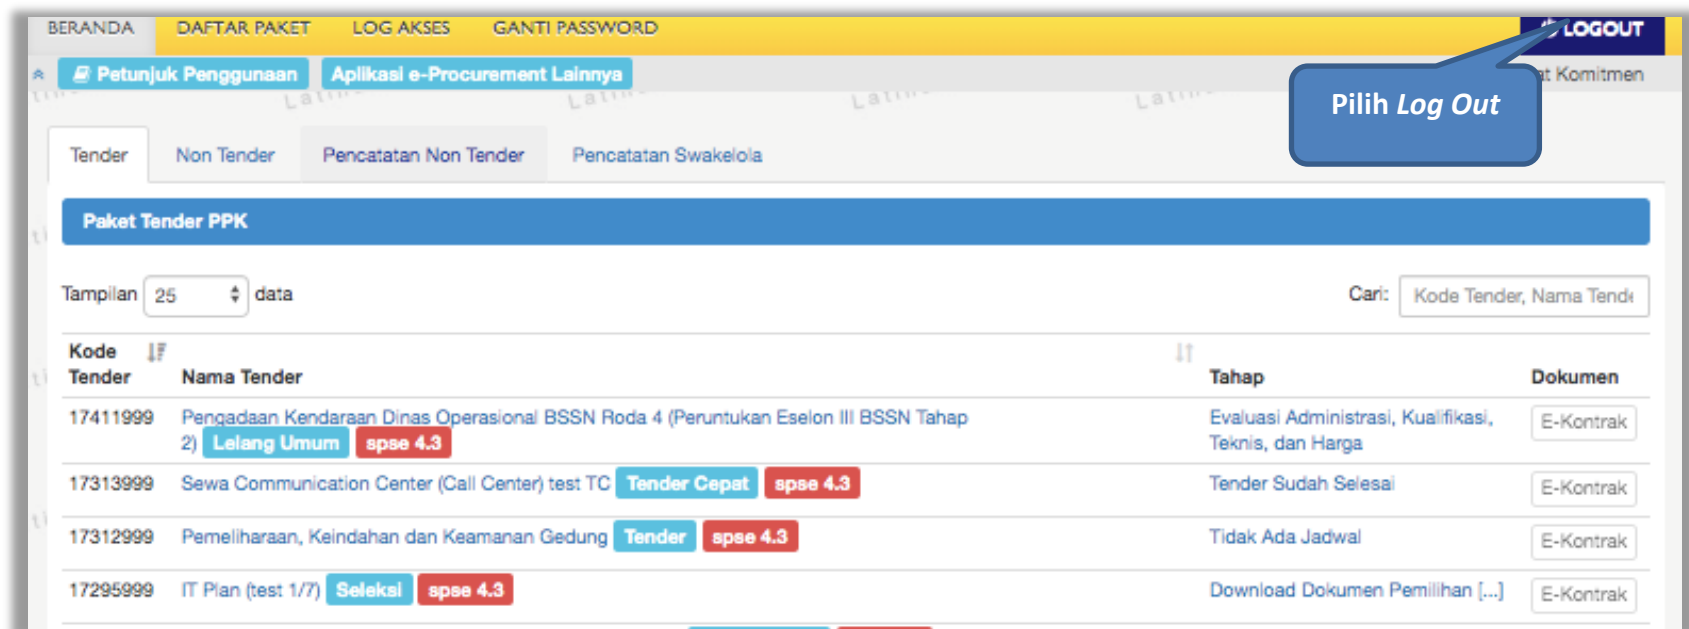 BERANDA DAFTAR PAKET LOG AKSES GANTI PASSWORD LOGOUT
Petunjuk Penggunaan Aplikasi e-Procurement Lainnya Komitmen
Pilih Log Out
Tender Non Tender Pencatatan Non Tender Pencatatan Swakelola
Paket Tender PPK
Tampilan 25 data Cari: Kode Tender, Nama Tende
Kode
Tender Nama Tender Tahap Dokumen
17411999 Pengadaan Kendaraan Dinas Operasional BSSN Roda 4 (Peruntukan Eselon III BSSN Tahap Evaluasi Administrasi, Kualifikasi, E-Kontrak
2) Lelang Umum spse 4.3 Teknis, dan Harga
17313999 Sewa Communication Center (Call Center) test TC Tender Cepat spse 4.3 Tender Sudah Selesai E-Kontrak
17312999 Pemeliharaan, Keindahan dan Keamanan Gedung Tender spse 4.3 Tidak Ada Jadwal E-Kontrak
17295999 IT Plan (test 1/7) Seleksi spse 4.3 Download Dokumen Pemilihan [...] E-Kontrak